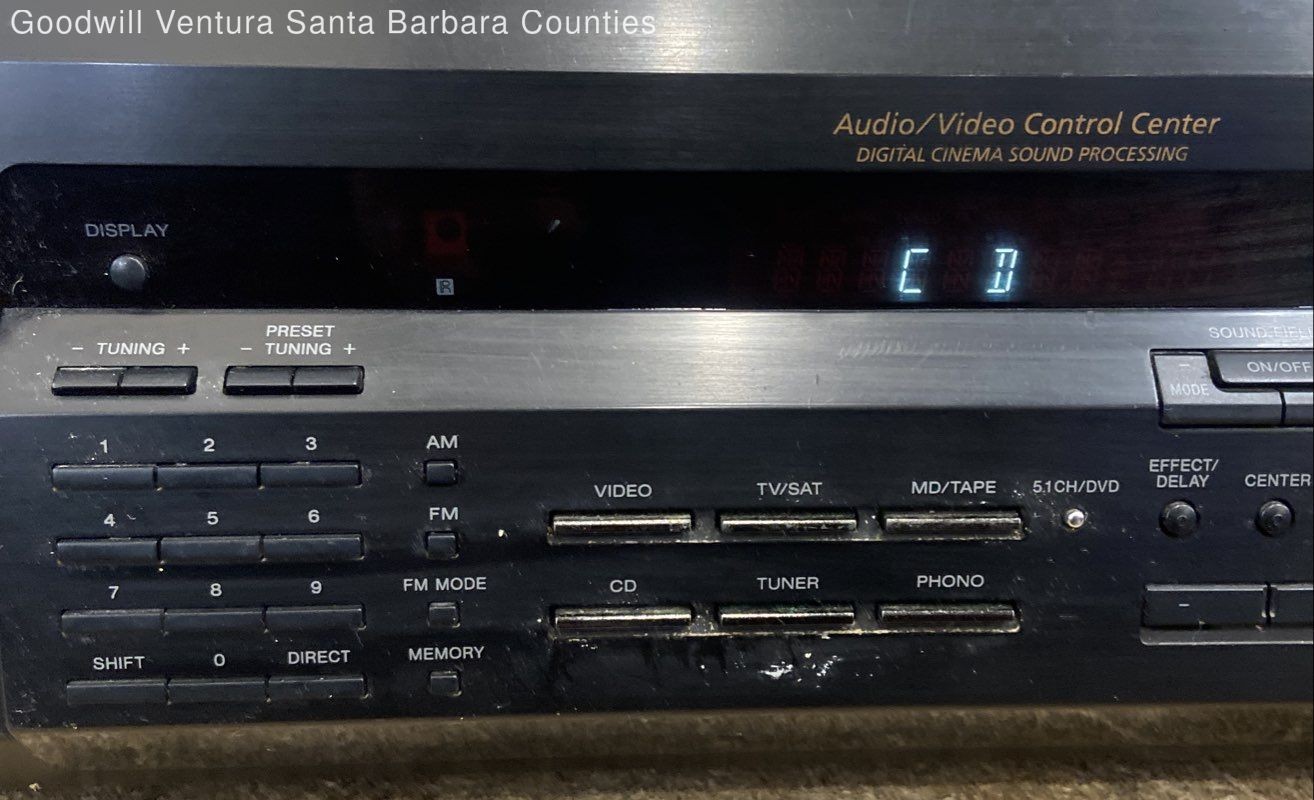 Goodwill Ventura Santa Barbara Counties
Audio/Video Control Center
DIGITAL CINEMA SOUND PROCESSING
DISPLAY
C D
R
PRESET
− TUNING +
− TUNING +
SOUND FIEL
ON/OFF
−
MODE
1 2 3
AM
4 5 6
FM
7 8 9
FM MODE
SHIFT 0 DIRECT
MEMORY
VIDEO TV/SAT MD/TAPE 5.1CH/DVD
CD TUNER PHONO
EFFECT/
DELAY
CENTER
−